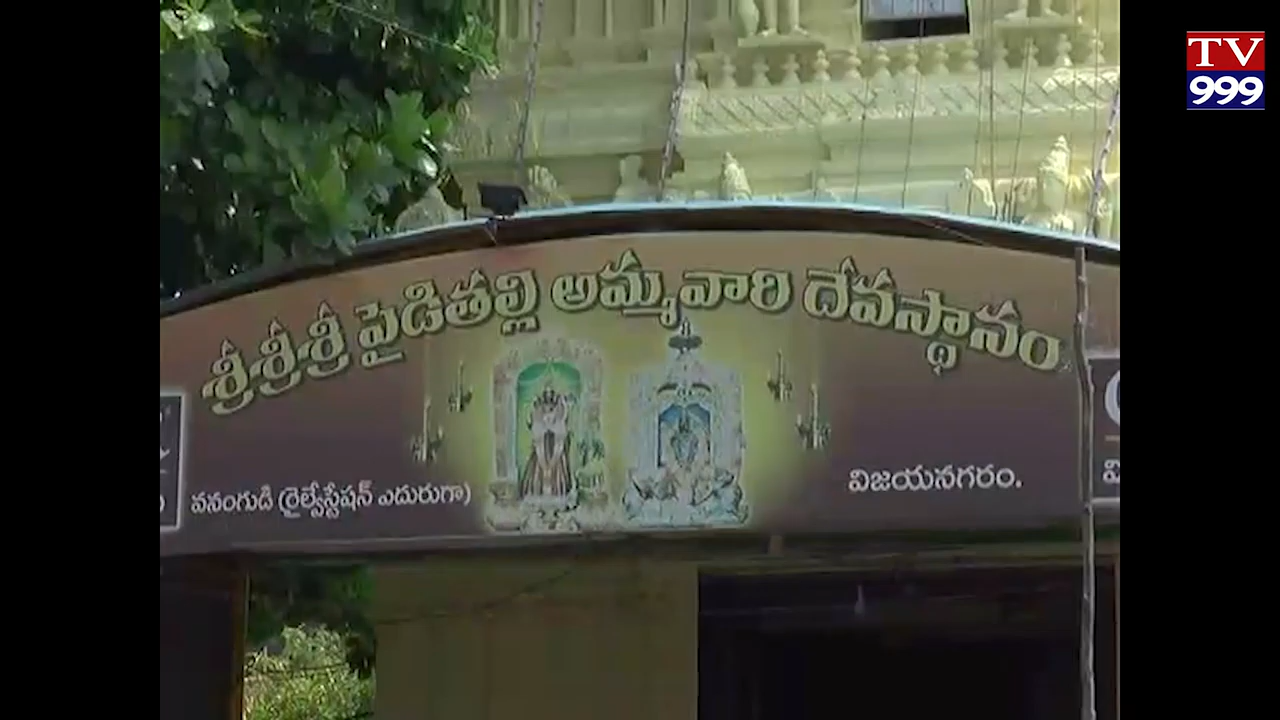 TV
999
శ్రీశ్రీశ్రీ పైడితల్లి అమ్మవారి దేవస్థానం
వనంగుడి (రైల్వేస్టేషన్ ఎదురుగా)
విజయనగరం.